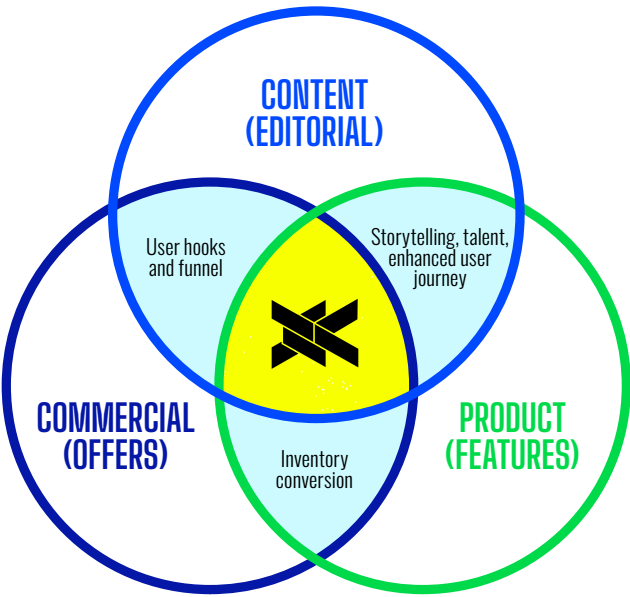 CONTENT
(EDITORIAL)
User hooks
and funnel
Storytelling, talent,
enhanced user
journey
COMMERCIAL
(OFFERS)
PRODUCT
(FEATURES)
Inventory
conversion